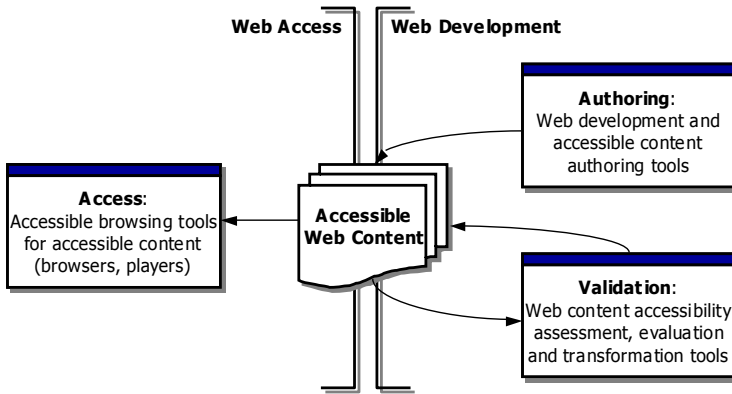 Web Access
Web Development
Authoring:
Web development and
accessible content
authoring tools
Access:
Accessible browsing tools
for accessible content
(browsers, players)
Accessible
Web Content
Validation:
Web content accessibility
assessment, evaluation
and transformation tools